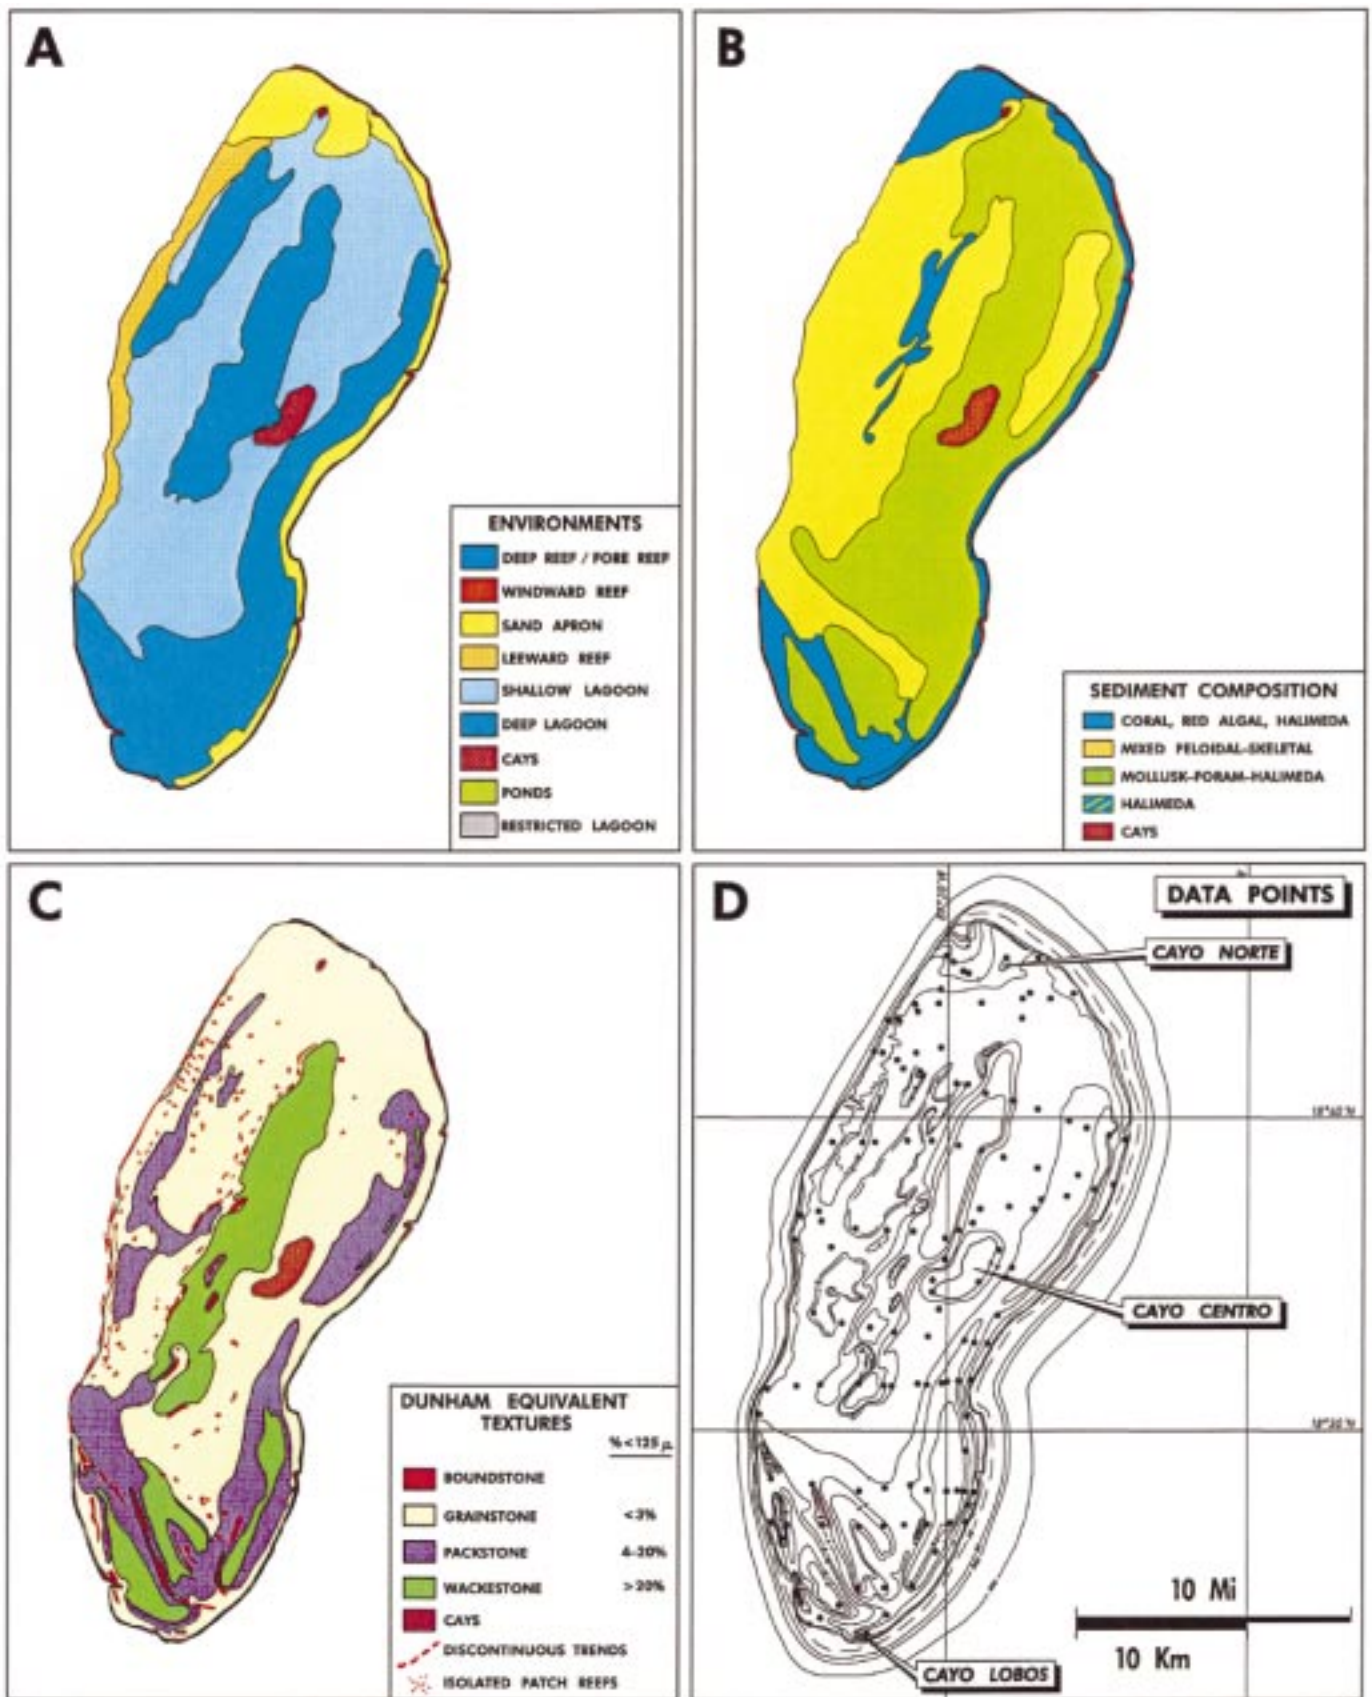 A
ENVIRONMENTS
DEEP REEF / FORE REEF
WINDWARD REEF
SAND APRON
LEEWARD REEF
SHALLOW LAGOON
DEEP LAGOON
CAYS
PONDS
RESTRICTED LAGOON
B
SEDIMENT COMPOSITION
CORAL, RED ALGAL, HALIMEDA
MIXED PELOIDAL-SKELETAL
MOLLUSK-FORAM-HALIMEDA
HALIMEDA
CAYS
C
DUNHAM EQUIVALENT
TEXTURES
% <125 µ
BOUNDSTONE
GRAINSTONE <3%
PACKSTONE 4-20%
WACKESTONE >20%
CAYS
DISCONTINUOUS TRENDS
ISOLATED PATCH REEFS
D
DATA POINTS
CAYO NORTE
CAYO CENTRO
10 Mi
10 Km
CAYO LOBOS